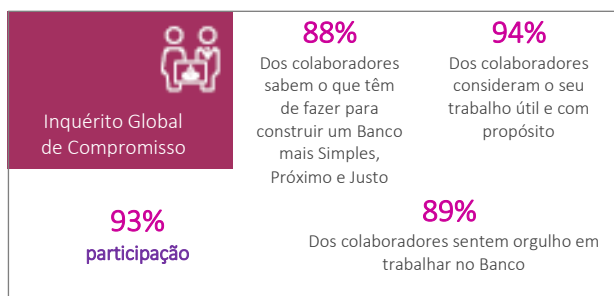 Inquérito Global
de Compromisso
88%
Dos colaboradores
sabem o que têm
de fazer para
construir um Banco
mais Simples,
Próximo e Justo
94%
Dos colaboradores
consideram o seu
trabalho útil e com
propósito
93%
participação
89%
Dos colaboradores sentem orgulho em
trabalhar no Banco